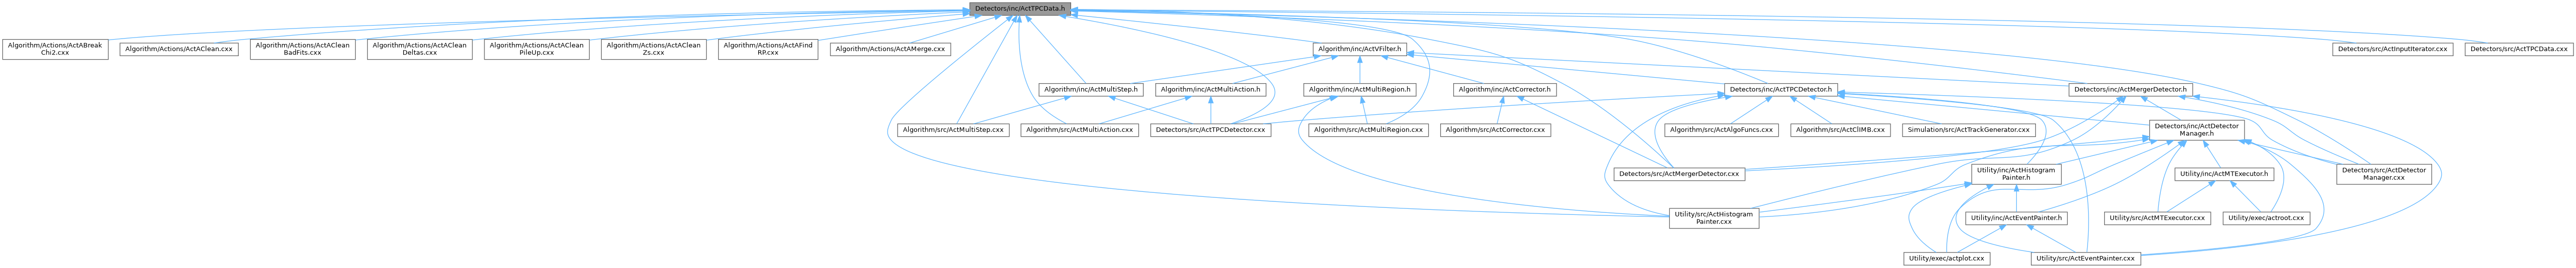 Detectors/inc/ActTPCData.h
Algorithm/Actions/ActABreak
Chi2.cxx
Algorithm/Actions/ActAClean.cxx
Algorithm/Actions/ActAClean
BadFits.cxx
Algorithm/Actions/ActAClean
Deltas.cxx
Algorithm/Actions/ActAClean
PileUp.cxx
Algorithm/Actions/ActAClean
Zs.cxx
Algorithm/Actions/ActAFind
RP.cxx
Algorithm/Actions/ActAMerge.cxx
Algorithm/inc/ActVFilter.h
Detectors/src/ActInputIterator.cxx
Detectors/src/ActTPCData.cxx
Algorithm/inc/ActMultiStep.h
Algorithm/inc/ActMultiAction.h
Algorithm/inc/ActMultiRegion.h
Algorithm/inc/ActCorrector.h
Detectors/inc/ActTPCDetector.h
Detectors/inc/ActMergerDetector.h
Algorithm/src/ActMultiStep.cxx
Algorithm/src/ActMultiAction.cxx
Detectors/src/ActTPCDetector.cxx
Algorithm/src/ActMultiRegion.cxx
Algorithm/src/ActCorrector.cxx
Algorithm/src/ActAlgoFuncs.cxx
Algorithm/src/ActCliMB.cxx
Simulation/src/ActTrackGenerator.cxx
Detectors/inc/ActDetector
Manager.h
Detectors/src/ActMergerDetector.cxx
Utility/inc/ActHistogram
Painter.h
Utility/inc/ActMTExecutor.h
Detectors/src/ActDetector
Manager.cxx
Utility/src/ActHistogram
Painter.cxx
Utility/inc/ActEventPainter.h
Utility/src/ActMTExecutor.cxx
Utility/exec/actroot.cxx
Utility/exec/actplot.cxx
Utility/src/ActEventPainter.cxx